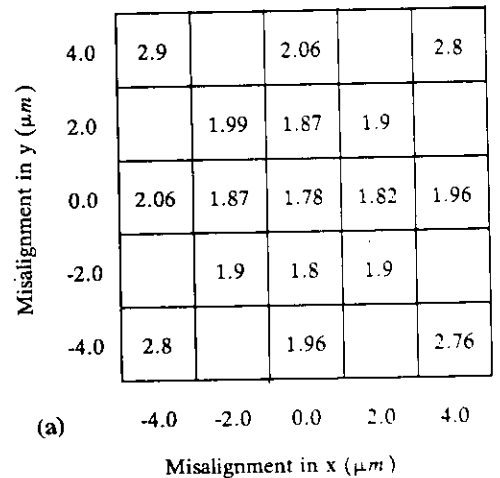 4.0 2.9 2.06 2.8
2.0 1.99 1.87 1.9
0.0 2.06 1.87 1.78 1.82 1.96
-2.0 1.9 1.8 1.9
-4.0 2.8 1.96 2.76
-4.0 -2.0 0.0 2.0 4.0
Misalignment in y (μm)
(a)
Misalignment in x (μm)